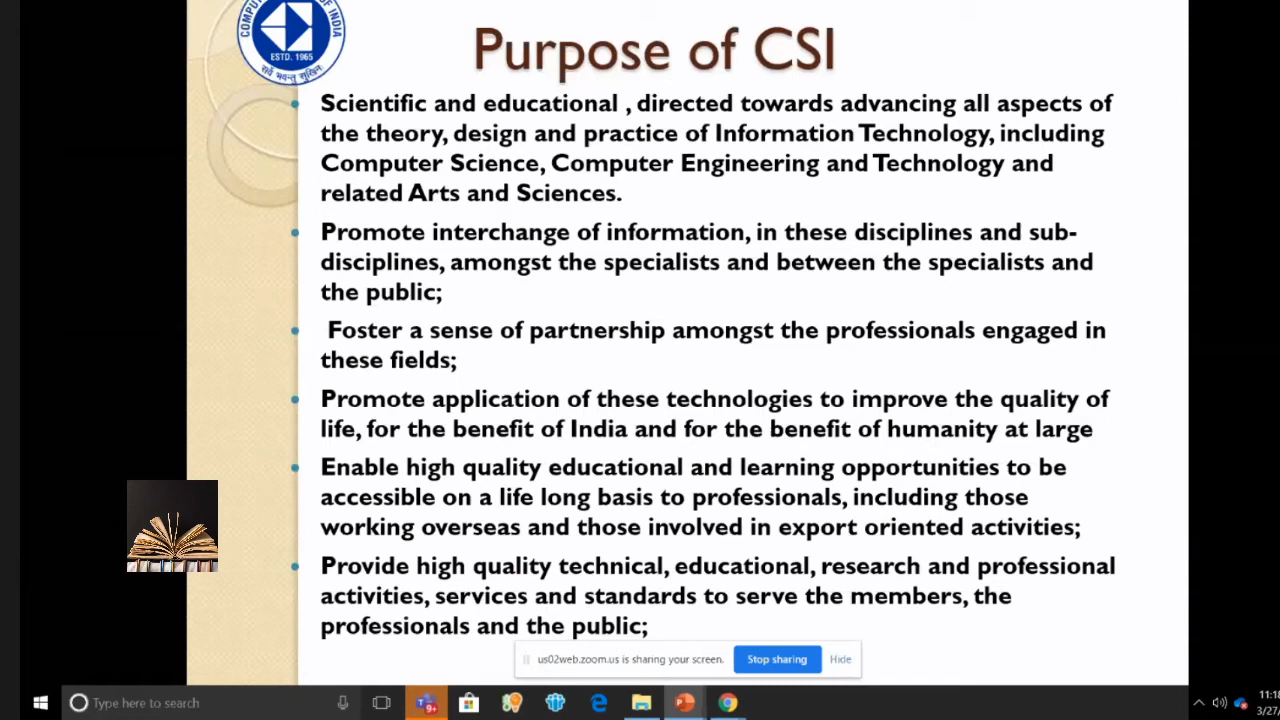 COMPUT OF INDIA
ESTD. 1965
सर्वे भवन्तु सुखिनः
Purpose of CSI
Scientific and educational , directed towards advancing all aspects of
the theory, design and practice of Information Technology, including
Computer Science, Computer Engineering and Technology and
related Arts and Sciences.
Promote interchange of information, in these disciplines and sub-
disciplines, amongst the specialists and between the specialists and
the public;
Foster a sense of partnership amongst the professionals engaged in
these fields;
Promote application of these technologies to improve the quality of
life, for the benefit of India and for the benefit of humanity at large
Enable high quality educational and learning opportunities to be
accessible on a life long basis to professionals, including those
working overseas and those involved in export oriented activities;
Provide high quality technical, educational, research and professional
activities, services and standards to serve the members, the
professionals and the public;
us02web.zoom.us is sharing your screen. Stop sharing Hide
Type here to search
9+
11:18
3/27/